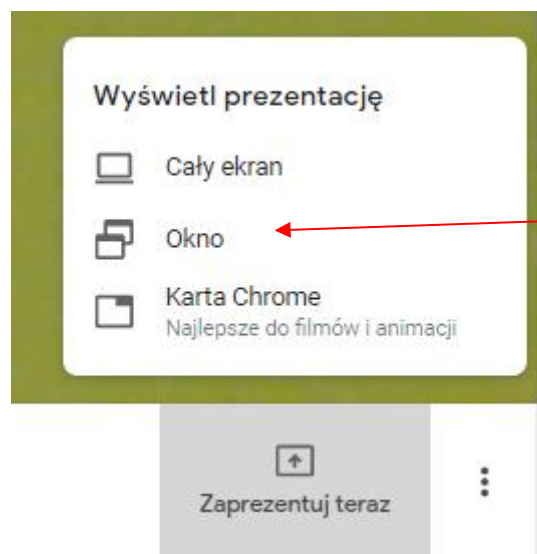 Wyświetl prezentację
Cały ekran
Okno
Karta Chrome
Najlepsze do filmów i animacji
Zaprezentuj teraz